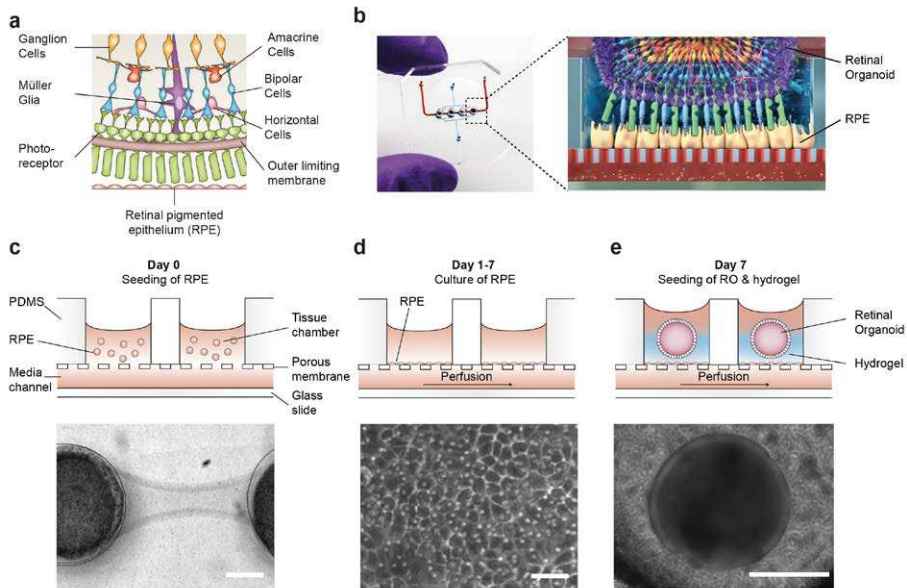 a
Ganglion
Cells
Amacrine
Cells
Müller
Glia
Bipolar
Cells
Horizontal
Cells
Photo-
receptor
Outer limiting
membrane
Retinal pigmented
epithelium (RPE)
b
Retinal
Organoid
RPE
c
Day 0
Seeding of RPE
PDMS
RPE
Media
channel
Tissue
chamber
Porous
membrane
Glass
slide
d
Day 1-7
Culture of RPE
RPE
Perfusion
e
Day 7
Seeding of RO & hydrogel
Retinal
Organoid
Hydrogel
Perfusion